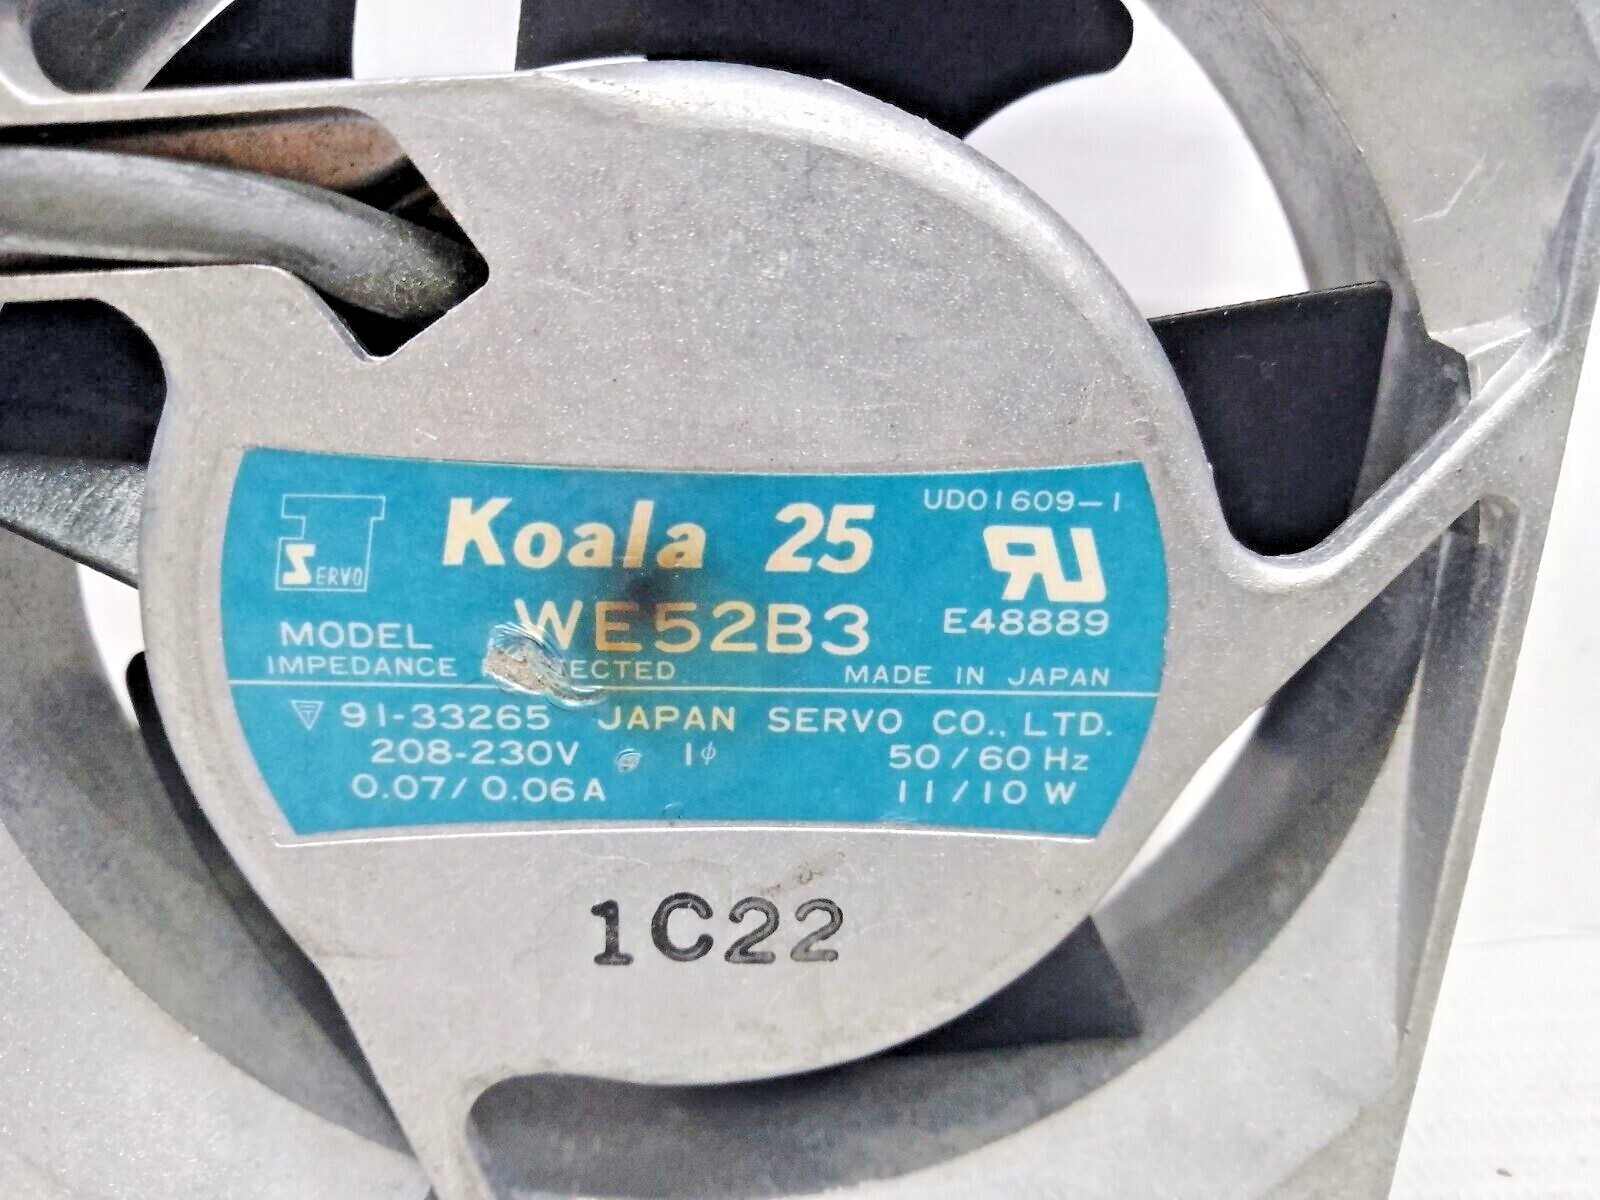 Koala 25
UD01609-1
SERVO
E48889
MODEL WE52B3
IMPEDANCE
MADE IN JAPAN
91-33265 JAPAN SERVO CO., LTD.
208-230V 1φ 50/60 Hz
0.07/0.06A 11/10 W
1C22